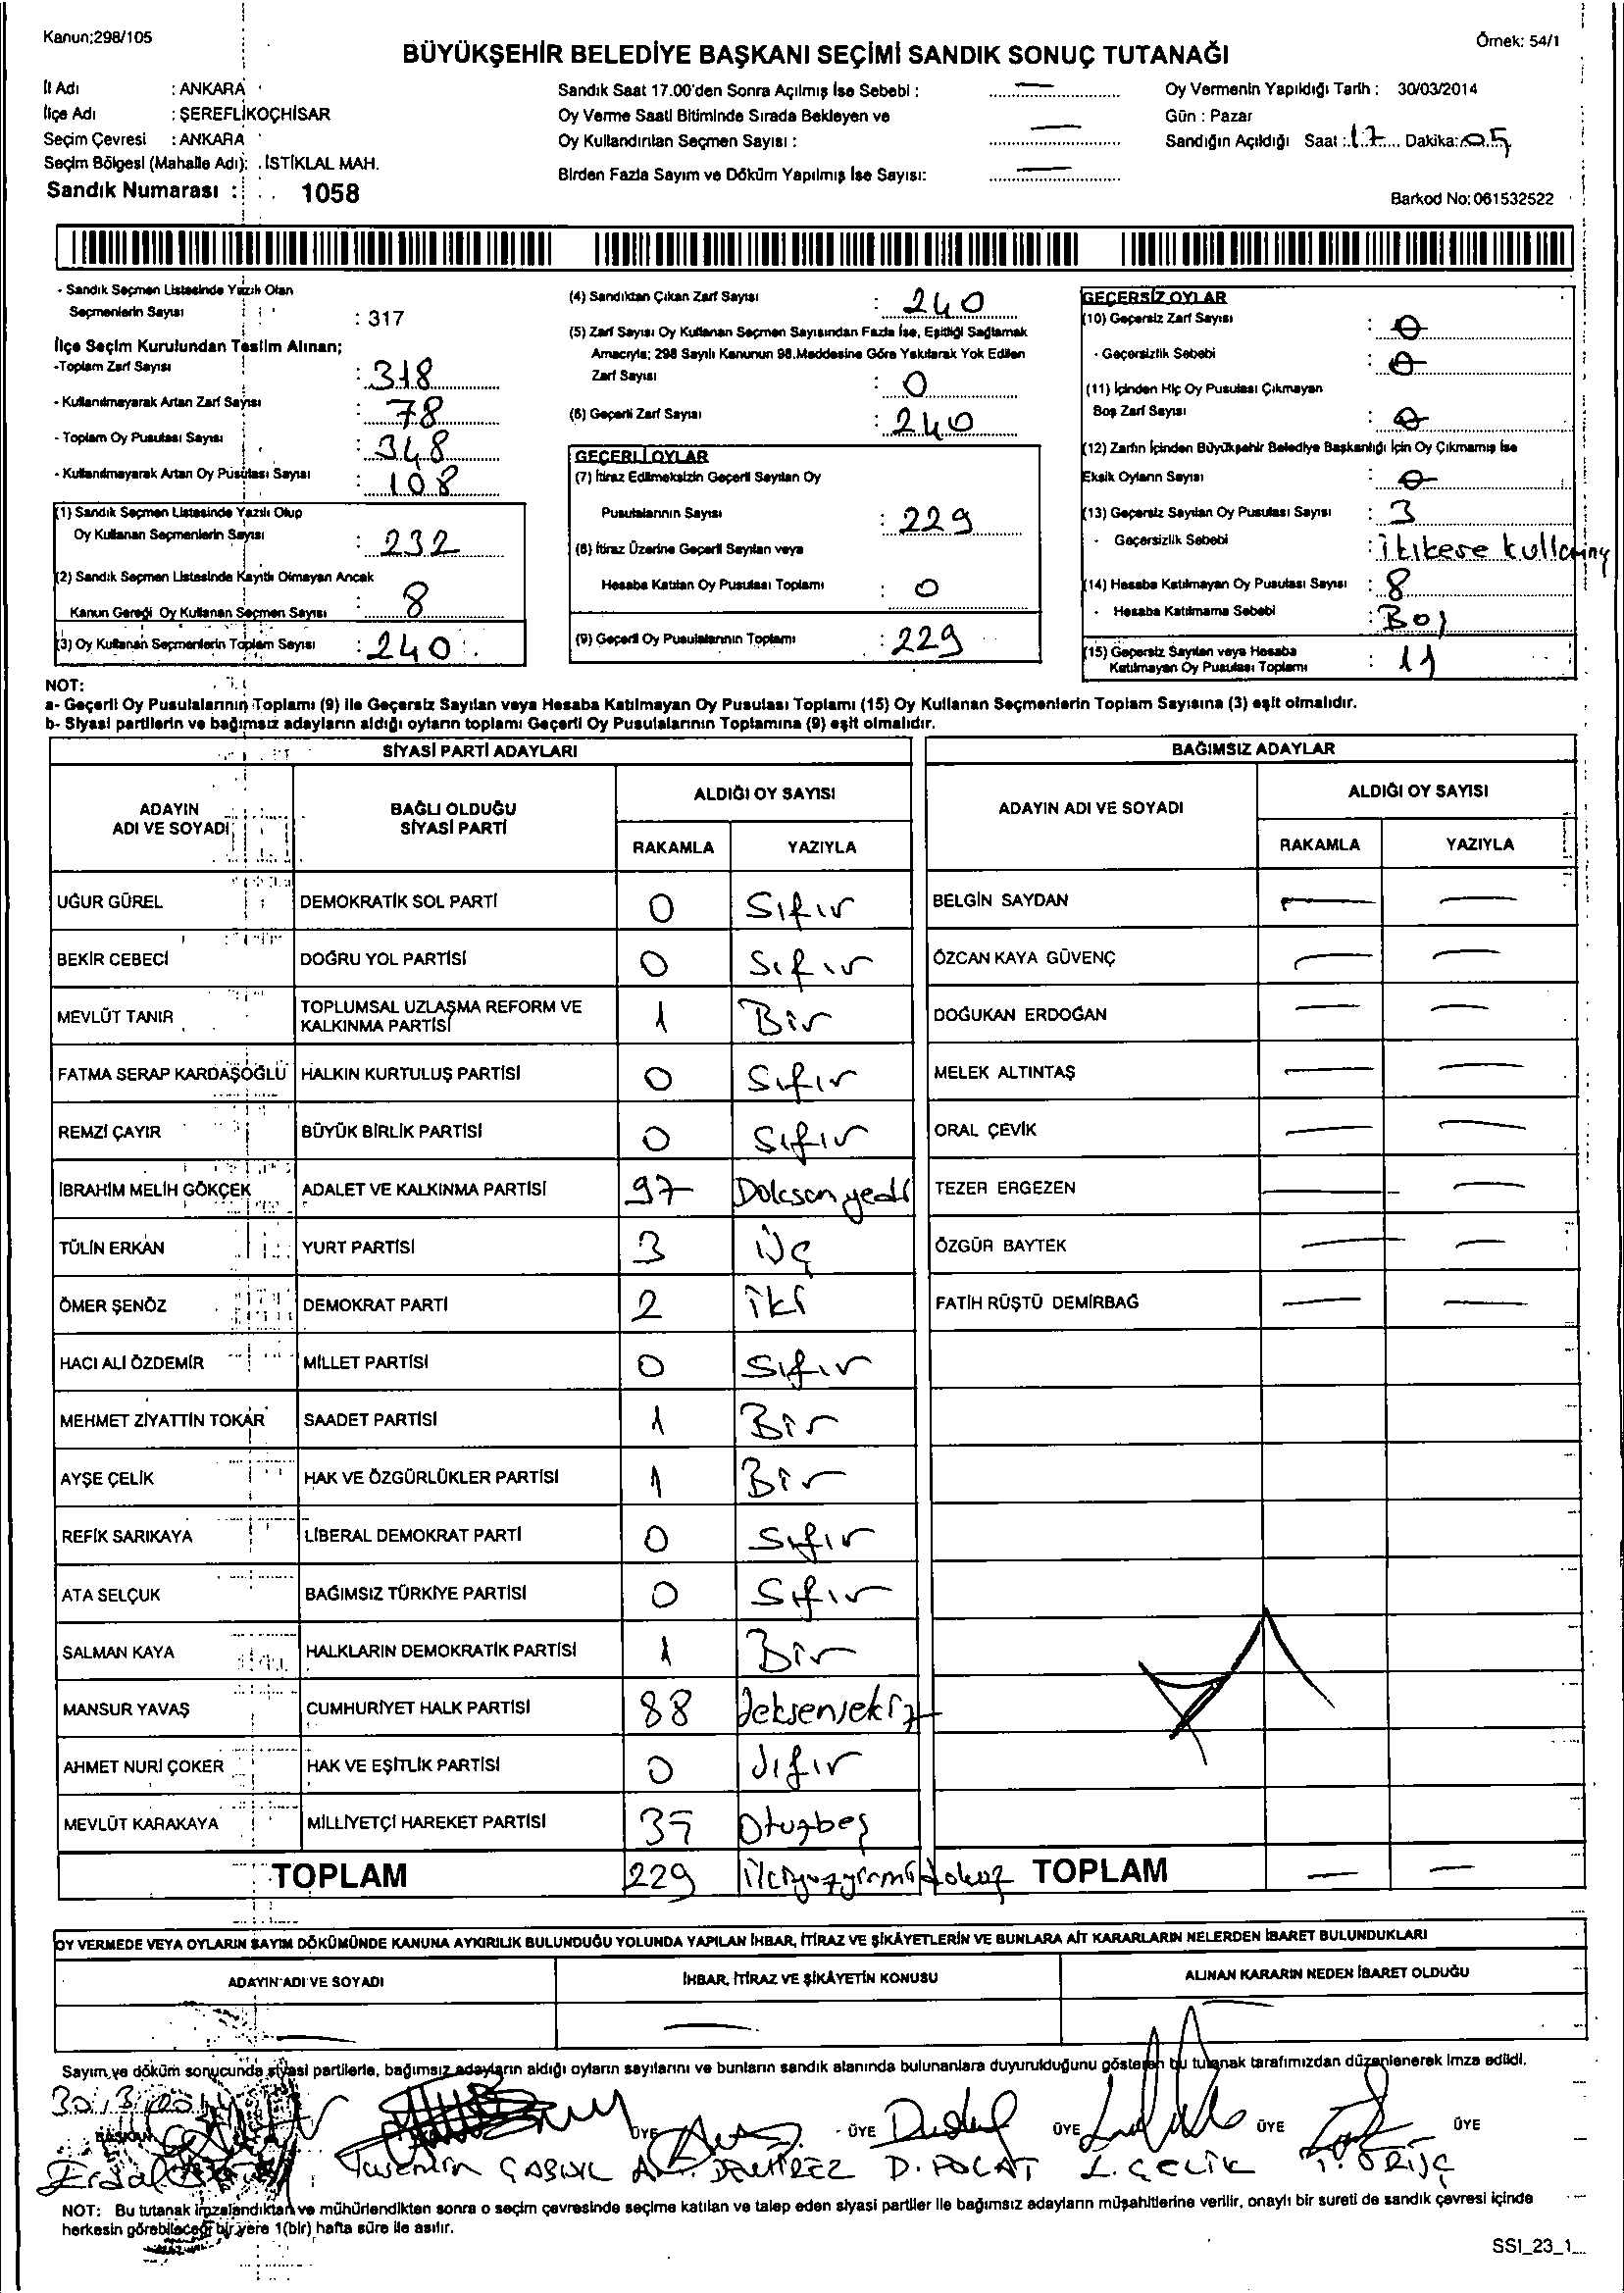 Kanun;298/105
Örnek: 54/1
BÜYÜKŞEHİR BELEDİYE BAŞKANI SEÇİMİ SANDIK SONUÇ TUTANAĞI
İl Adı : ANKARA
İlçe Adı : ŞEREFLİKOÇHİSAR
Seçim Çevresi : ANKARA
Seçim Bölgesi (Mahalle Adı): İSTİKLAL MAH.
Sandık Numarası : 1058
Sandık Saat 17.00'den Sonra Açılmış İse Sebebi : —
Oy Verme Saati Bitiminde Sırada Bekleyen ve
Oy Kullandırılan Seçmen Sayısı : —
Birden Fazla Sayım ve Döküm Yapılmış İse Sayısı: —
Oy Vermenin Yapıldığı Tarih : 30/03/2014
Gün : Pazar
Sandığın Açıldığı Saat : 17 Dakika: 05
Barkod No: 061532522
- Sandık Seçmen Listesinde Yazılı Olan
Seçmenlerin Sayısı : 317
İlçe Seçim Kurulundan Teslim Alınan;
-Toplam Zarf Sayısı : 318
- Kullanılmayarak Artan Zarf Sayısı : 78
- Toplam Oy Pusulası Sayısı : 348
- Kullanılmayarak Artan Oy Pusulası Sayısı : 108
(1) Sandık Seçmen Listesinde Yazılı Olup
Oy Kullanan Seçmenlerin Sayısı : 232
(2) Sandık Seçmen Listesinde Kayıtlı Olmayan Ancak
Kanun Gereği Oy Kullanan Seçmen Sayısı : 8
(3) Oy Kullanan Seçmenlerin Toplam Sayısı : 240
(4) Sandıktan Çıkan Zarf Sayısı : 240
(5) Zarf Sayısı Oy Kullanan Seçmen Sayısından Fazla İse, Eşitliği Sağlamak
Amacıyla; 298 Sayılı Kanunun 98.Maddesine Göre Yakılarak Yok Edilen
Zarf Sayısı : 0
(6) Geçerli Zarf Sayısı : 240
GEÇERLİ OYLAR
(7) İtiraz Edilmeksizin Geçerli Sayılan Oy
Pusulalarının Sayısı : 229
(8) İtiraz Üzerine Geçerli Sayılan veya
Hesaba Katılan Oy Pusulası Toplamı : 0
(9) Geçerli Oy Pusulalarının Toplamı : 229
GEÇERSİZ OYLAR
(10) Geçersiz Zarf Sayısı : 0
- Geçersizlik Sebebi : 0
(11) İçinden Hiç Oy Pusulası Çıkmayan
Boş Zarf Sayısı : 0
(12) Zarfın İçinden Büyükşehir Belediye Başkanlığı İçin Oy Çıkmamış İse
Eksik Oyların Sayısı : 0
(13) Geçersiz Sayılan Oy Pusulası Sayısı : 3
- Geçersizlik Sebebi : iki kere
(14) Hesaba Katılmayan Oy Pusulası Sayısı : 8
- Hesaba Katılmama Sebebi : Boş
(15) Geçersiz Sayılan veya Hesaba
Katılmayan Oy Pusulası Toplamı : 11
NOT:
a- Geçerli Oy Pusulalarının Toplamı (9) ile Geçersiz Sayılan veya Hesaba Katılmayan Oy Pusulası Toplamı (15) Oy Kullanan Seçmenlerin Toplam Sayısına (3) eşit olmalıdır.
b- Siyasi partilerin ve bağımsız adayların aldığı oyların toplamı Geçerli Oy Pusulalarının Toplamına (9) eşit olmalıdır.
SİYASİ PARTİ ADAYLARI
BAĞIMSIZ ADAYLAR
ADAYIN ADI VE SOYADI
BAĞLI OLDUĞU SİYASİ PARTİ
ALDIĞI OY SAYISI
RAKAMLA YAZIYLA
ADAYIN ADI VE SOYADI
ALDIĞI OY SAYISI
RAKAMLA YAZIYLA
UĞUR GÜREL DEMOKRATİK SOL PARTİ 0 Sıfır BELGİN SAYDAN — —
BEKİR CEBECİ DOĞRU YOL PARTİSİ 0 Sıfır ÖZCAN KAYA GÜVENÇ — —
MEVLÜT TANIR TOPLUMSAL UZLAŞMA REFORM VE KALKINMA PARTİSİ 1 Bir DOĞUKAN ERDOĞAN — —
FATMA SERAP KARDAŞOĞLU HALKIN KURTULUŞ PARTİSİ 0 Sıfır MELEK ALTINTAŞ — —
REMZİ ÇAYIR BÜYÜK BİRLİK PARTİSİ 0 Sıfır ORAL ÇEVİK — —
İBRAHİM MELİH GÖKÇEK ADALET VE KALKINMA PARTİSİ 97 Doksanyedi TEZER ERGEZEN — —
TÜLİN ERKAN YURT PARTİSİ 3 Üç ÖZGÜR BAYTEK — —
ÖMER ŞENÖZ DEMOKRAT PARTİ 2 iki FATİH RÜŞTÜ DEMİRBAĞ — —
HACI ALİ ÖZDEMİR MİLLET PARTİSİ 0 Sıfır
MEHMET ZİYATTİN TOKAR SAADET PARTİSİ 1 Bir
AYŞE ÇELİK HAK VE ÖZGÜRLÜKLER PARTİSİ 1 Bir
REFİK SARIKAYA LİBERAL DEMOKRAT PARTİ 0 Sıfır
ATA SELÇUK BAĞIMSIZ TÜRKİYE PARTİSİ 0 Sıfır
SALMAN KAYA HALKLARIN DEMOKRATİK PARTİSİ 1 Bir
MANSUR YAVAŞ CUMHURİYET HALK PARTİSİ 88 Seksensekiz
AHMET NURİ ÇOKER HAK VE EŞİTLİK PARTİSİ 0 Sıfır
MEVLÜT KARAKAYA MİLLİYETÇİ HAREKET PARTİSİ 35 Otuzbeş
TOPLAM 229 ikiyüzyirmidokuz TOPLAM — —
OY VERMEDE VEYA OYLARIN SAYIM DÖKÜMÜNDE KANUNA AYKIRILIK BULUNDUĞU YOLUNDA YAPILAN İHBAR, İTİRAZ VE ŞİKÂYETLERİN VE BUNLARA AİT KARARLARIN NELERDEN İBARET BULUNDUKLARI
ADAYIN ADI VE SOYADI İHBAR, İTİRAZ VE ŞİKÂYETİN KONUSU ALINAN KARARIN NEDEN İBARET OLDUĞU
— — —
Sayım ve döküm sonucunda siyasi partilerle, bağımsız adayların aldığı oyların sayılarını ve bunların sandık alanında bulunanlara duyurulduğunu gösteren bu tutanak tarafımızdan düzenlenerek imza edildi.
30/3/2014
BAŞKAN ÜYE ÜYE ÜYE ÜYE ÜYE
Erdal D. POLAT L. ÇELİK
NOT: Bu tutanak imzalandıktan ve mühürlendikten sonra o seçim çevresinde seçime katılan ve talep eden siyasi partiler ile bağımsız adayların müşahitlerine verilir, onaylı bir sureti de sandık çevresi içinde
herkesin görebileceği bir yere 1(bir) hafta süre ile asılır.
SSI_23_1